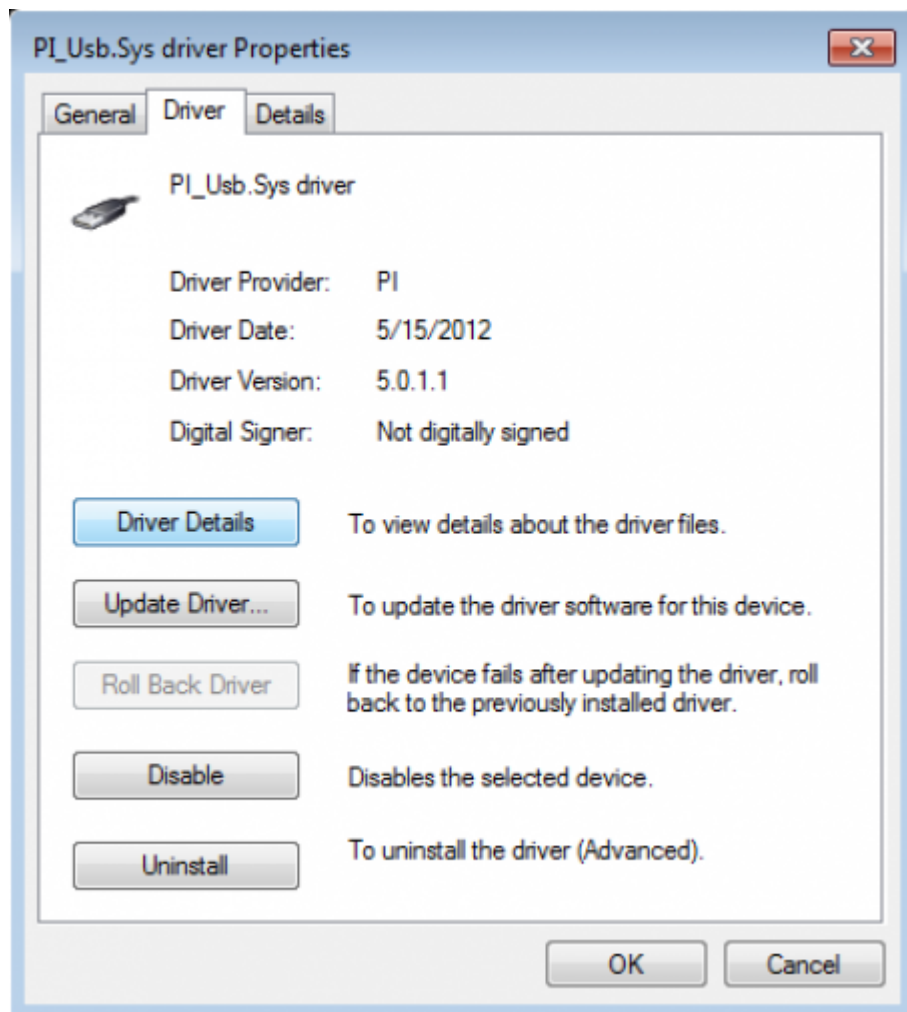 PI_Usb.Sys driver Properties
General Driver Details
PI_Usb.Sys driver
Driver Provider: PI
Driver Date: 5/15/2012
Driver Version: 5.0.1.1
Digital Signer: Not digitally signed
Driver Details To view details about the driver files.
Update Driver... To update the driver software for this device.
Roll Back Driver If the device fails after updating the driver, roll
back to the previously installed driver.
Disable Disables the selected device.
Uninstall To uninstall the driver (Advanced).
OK Cancel